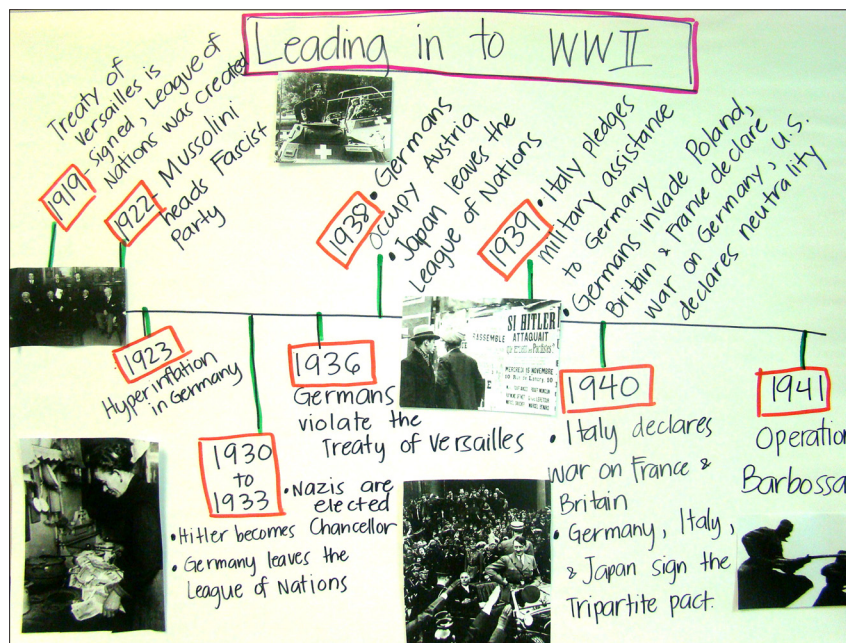 Leading in to WWII
1919 - Treaty of
Versailles is
Signed, League of
Nations was created
1922 - Mussolini
heads Fascist
Party
1923
Hyperinflation
in Germany
1930
to
1933
• Nazis are
elected
• Hitler becomes Chancellor
• Germany leaves the
League of Nations
1936
Germans
violate the
Treaty of Versailles
1938
• Germans
occupy Austria
• Japan leaves the
League of Nations
1939
• Italy pledges
military assistance
to Germany
• Germans invade Poland,
Britain & France declare
war on Germany, U.S.
declares neutrality
SI HITLER
ATTAQUAIT
RASSEMBLE
MERCREDI 16 NOVEMBRE
1940
• Italy declares
war on France &
Britain
• Germany, Italy,
& Japan sign the
Tripartite pact.
1941
Operation
Barbossa